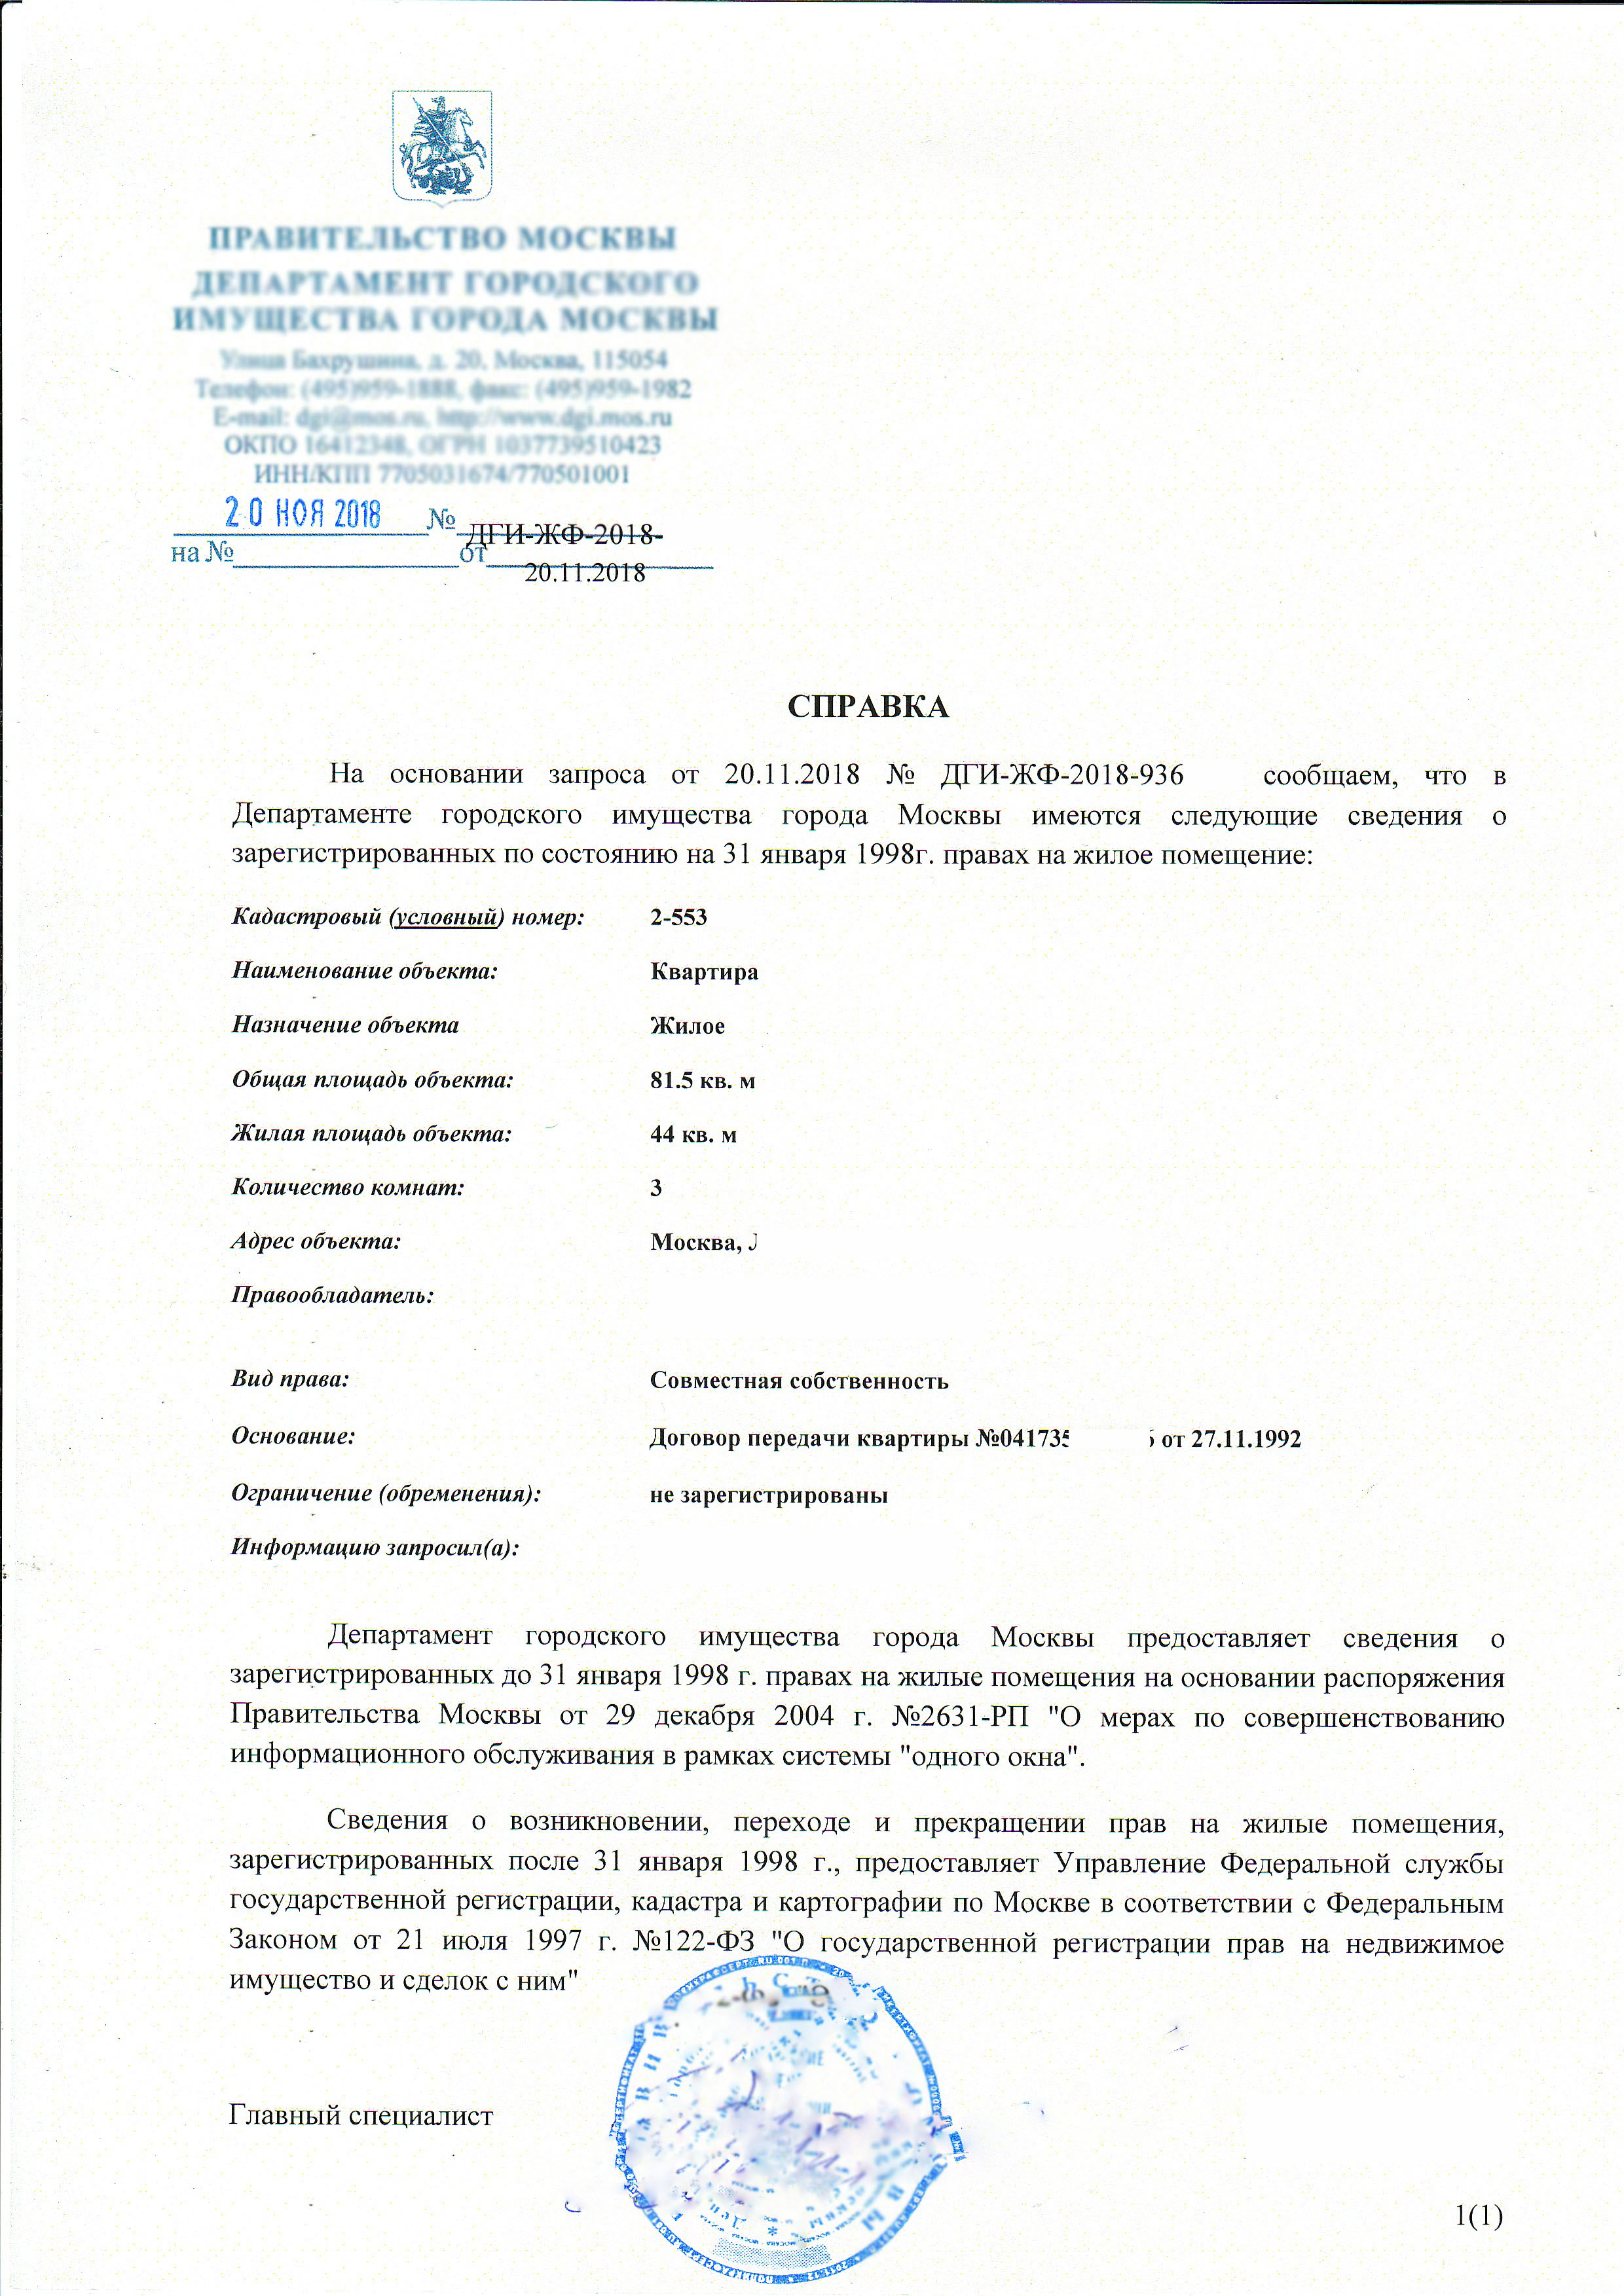 ПРАВИТЕЛЬСТВО МОСКВЫ
ДЕПАРТАМЕНТ ГОРОДСКОГО
ИМУЩЕСТВА ГОРОДА МОСКВЫ
Улица Бахрушина, д. 20, Москва, 115054
Телефон: (495)959-1888, факс: (495)959-1982
E-mail: dgi@mos.ru, http://www.dgi.mos.ru
ОКПО 16412348, ОГРН 1037739510423
ИНН/КПП 7705031674/770501001
20 НОЯ 2018 № ДГИ-ЖФ-2018-
на № от
20.11.2018
СПРАВКА
На основании запроса от 20.11.2018 № ДГИ-ЖФ-2018-936 сообщаем, что в
Департаменте городского имущества города Москвы имеются следующие сведения о
зарегистрированных по состоянию на 31 января 1998г. правах на жилое помещение:
Кадастровый (условный) номер: 2-553
Наименование объекта: Квартира
Назначение объекта Жилое
Общая площадь объекта: 81.5 кв. м
Жилая площадь объекта: 44 кв. м
Количество комнат: 3
Адрес объекта: Москва,
Правообладатель:
Вид права: Совместная собственность
Основание: Договор передачи квартиры №041735 от 27.11.1992
Ограничение (обременения): не зарегистрированы
Информацию запросил(а):
Департамент городского имущества города Москвы предоставляет сведения о
зарегистрированных до 31 января 1998 г. правах на жилые помещения на основании распоряжения
Правительства Москвы от 29 декабря 2004 г. №2631-РП "О мерах по совершенствованию
информационного обслуживания в рамках системы "одного окна".
Сведения о возникновении, переходе и прекращении прав на жилые помещения,
зарегистрированных после 31 января 1998 г., предоставляет Управление Федеральной службы
государственной регистрации, кадастра и картографии по Москве в соответствии с Федеральным
Законом от 21 июля 1997 г. №122-ФЗ "О государственной регистрации прав на недвижимое
имущество и сделок с ним"
Главный специалист
1(1)